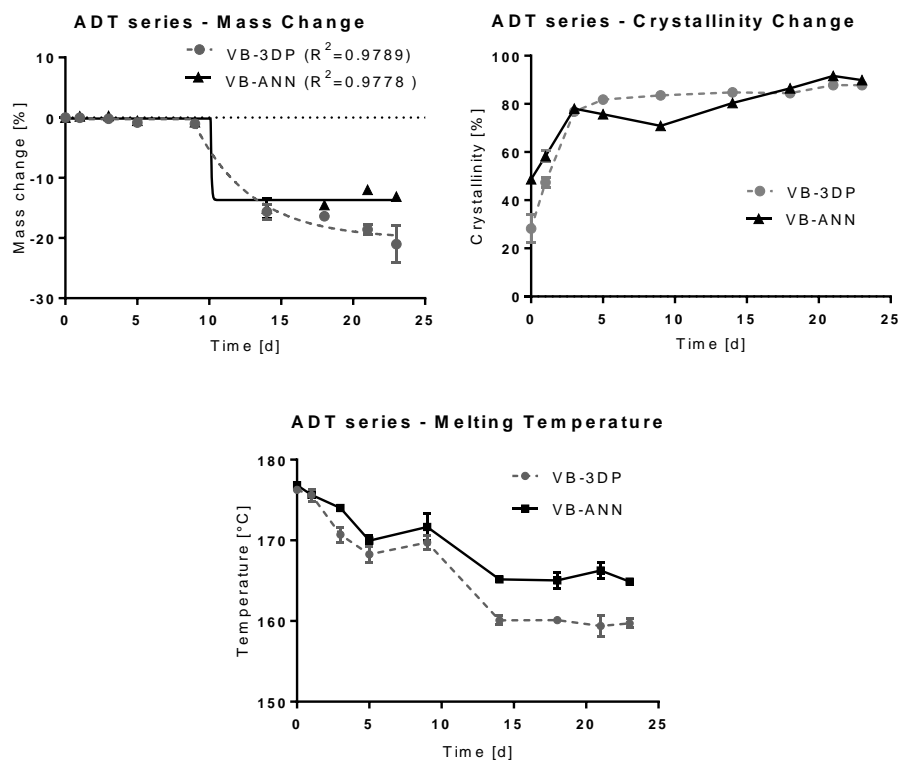 ADT series - Mass Change
VB-3DP (R2=0.9789)
VB-ANN (R2=0.9778 )
10
0
-10
-20
-30
Mass change [%]
0 5 10 15 20 25
Time [d]
ADT series - Crystallinity Change
100
80
60
40
20
0
Crystallinity [%]
VB-3DP
VB-ANN
0 5 10 15 20 25
Time [d]
ADT series - Melting Temperature
180
170
160
150
Temperature [°C]
VB-3DP
VB-ANN
0 5 10 15 20 25
Time [d]